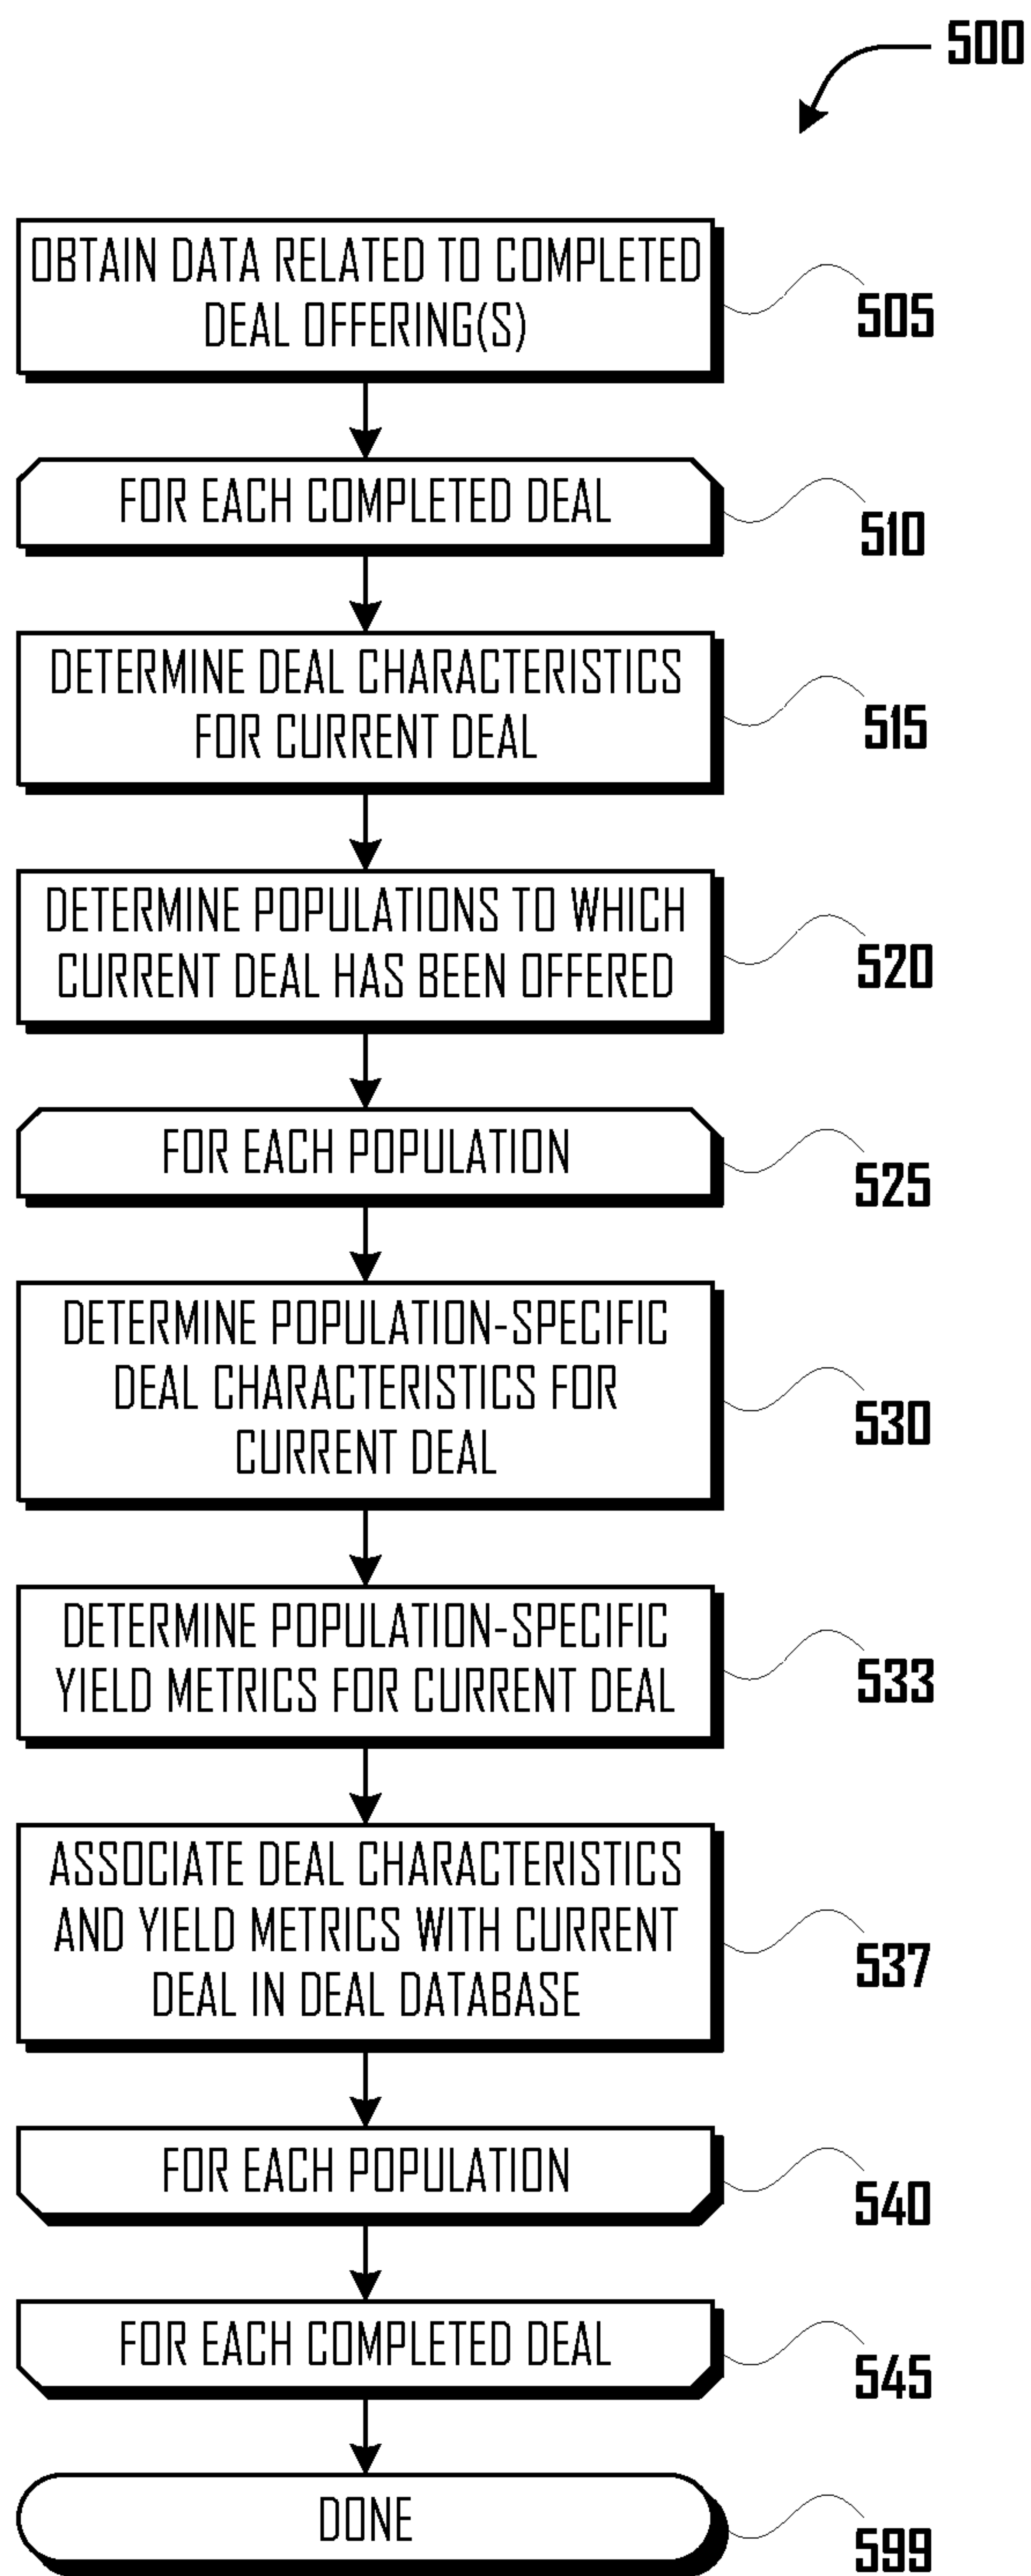 500
OBTAIN DATA RELATED TO COMPLETED
DEAL OFFERING(S)
505
FOR EACH COMPLETED DEAL
510
DETERMINE DEAL CHARACTERISTICS
FOR CURRENT DEAL
515
DETERMINE POPULATIONS TO WHICH
CURRENT DEAL HAS BEEN OFFERED
520
FOR EACH POPULATION
525
DETERMINE POPULATION-SPECIFIC
DEAL CHARACTERISTICS FOR
CURRENT DEAL
530
DETERMINE POPULATION-SPECIFIC
YIELD METRICS FOR CURRENT DEAL
533
ASSOCIATE DEAL CHARACTERISTICS
AND YIELD METRICS WITH CURRENT
DEAL IN DEAL DATABASE
537
FOR EACH POPULATION
540
FOR EACH COMPLETED DEAL
545
DONE
599